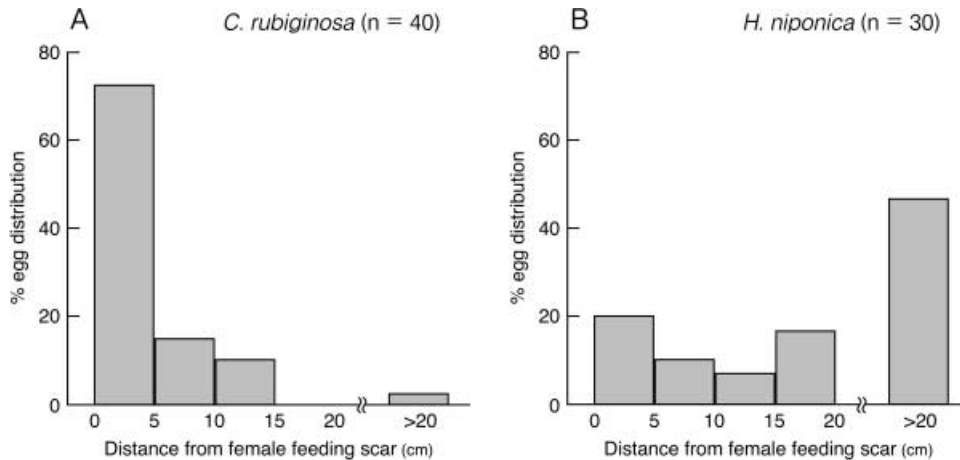 A
C. rubiginosa (n = 40)
% egg distribution
80
60
40
20
0
0 5 10 15 20 >20
Distance from female feeding scar (cm)
B
H. niponica (n = 30)
% egg distribution
80
60
40
20
0
0 5 10 15 20 >20
Distance from female feeding scar (cm)